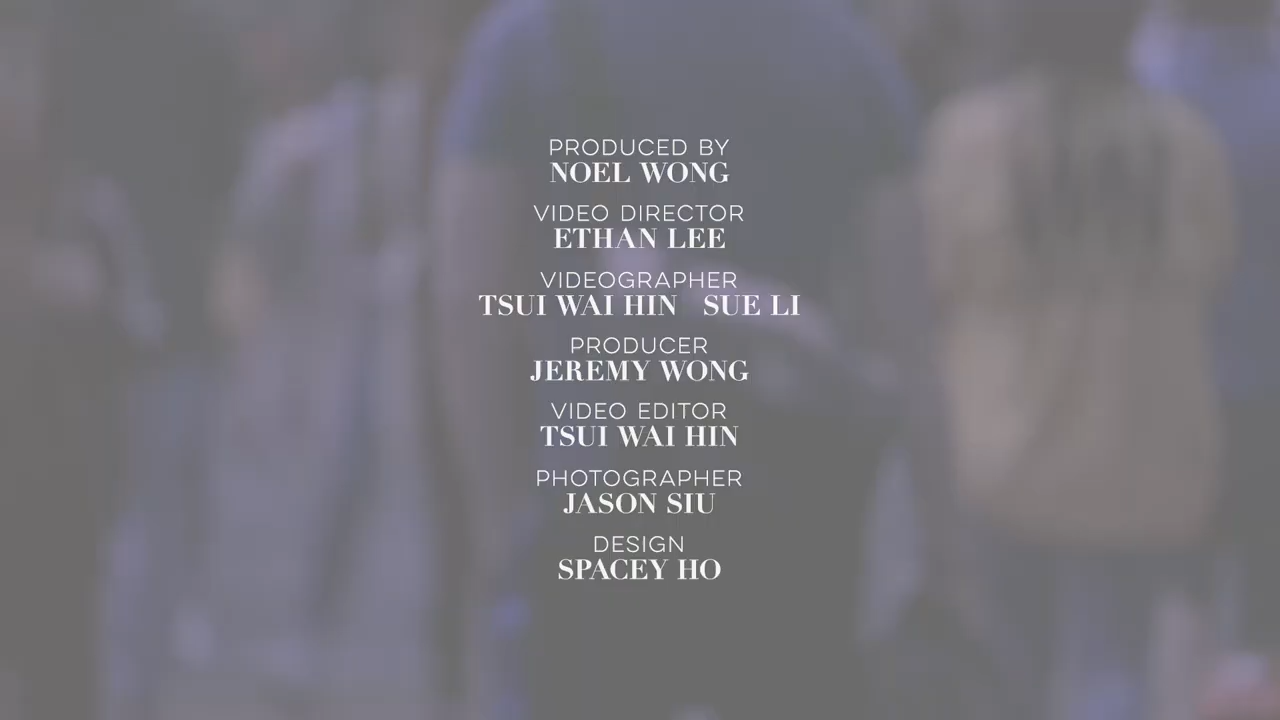 PRODUCED BY
NOEL WONG
VIDEO DIRECTOR
ETHAN LEE
VIDEOGRAPHER
TSUI WAI HIN SUE LI
PRODUCER
JEREMY WONG
VIDEO EDITOR
TSUI WAI HIN
PHOTOGRAPHER
JASON SIU
DESIGN
SPACEY HO